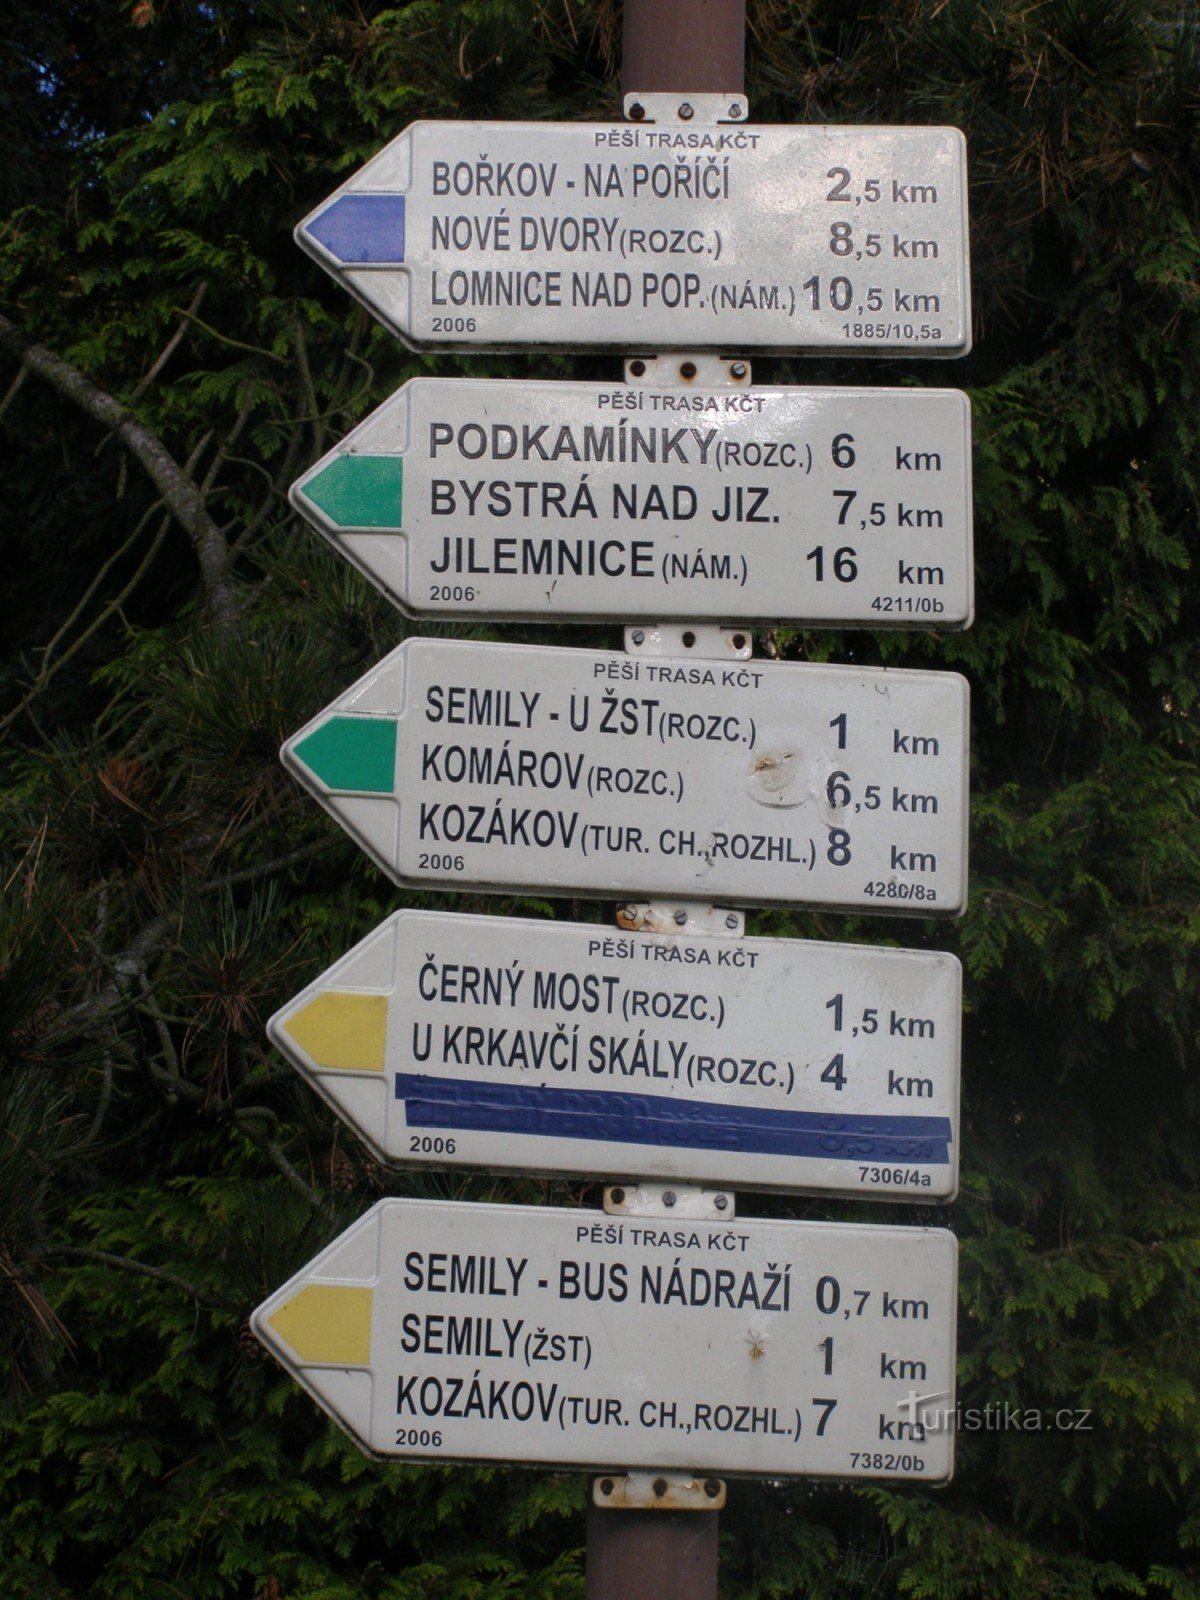 PĚŠÍ TRASA KČT
BOŘKOV - NA POŘÍČÍ 2,5 km
NOVÉ DVORY(ROZC.) 8,5 km
LOMNICE NAD POP.(NÁM.) 10,5 km
2006 1885/10,5a
PĚŠÍ TRASA KČT
PODKAMÍNKY(ROZC.) 6 km
BYSTRÁ NAD JIZ. 7,5 km
JILEMNICE(NÁM.) 16 km
2006 4211/0b
PĚŠÍ TRASA KČT
SEMILY - U ŽST(ROZC.) 1 km
KOMÁROV(ROZC.) 6,5 km
KOZÁKOV(TUR. CH.,ROZHL.) 8 km
2006 4280/8a
PĚŠÍ TRASA KČT
ČERNÝ MOST(ROZC.) 1,5 km
U KRKAVČÍ SKÁLY(ROZC.) 4 km
8,5 km
2006 7306/4a
PĚŠÍ TRASA KČT
SEMILY - BUS NÁDRAŽÍ 0,7 km
SEMILY(ŽST) 1 km
KOZÁKOV(TUR. CH.,ROZHL.) 7 km
2006 7382/0b
Turistika.cz